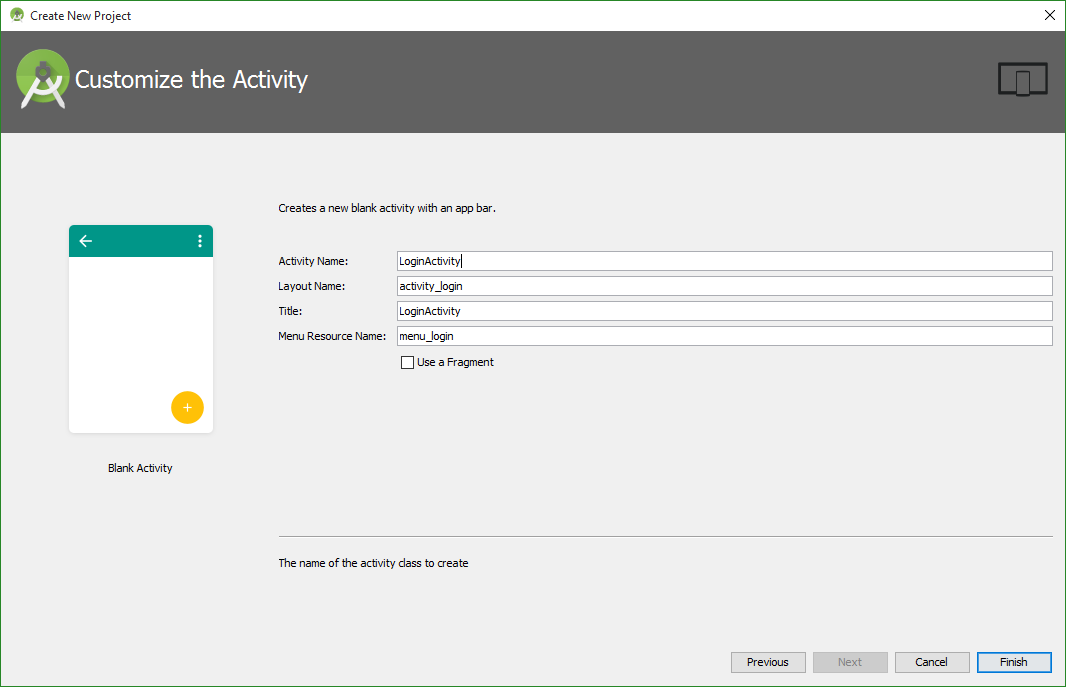 Create New Project
Customize the Activity
Creates a new blank activity with an app bar.
Activity Name: LoginActivity
Layout Name: activity_login
Title: LoginActivity
Menu Resource Name: menu_login
Use a Fragment
Blank Activity
The name of the activity class to create
Previous Next Cancel Finish